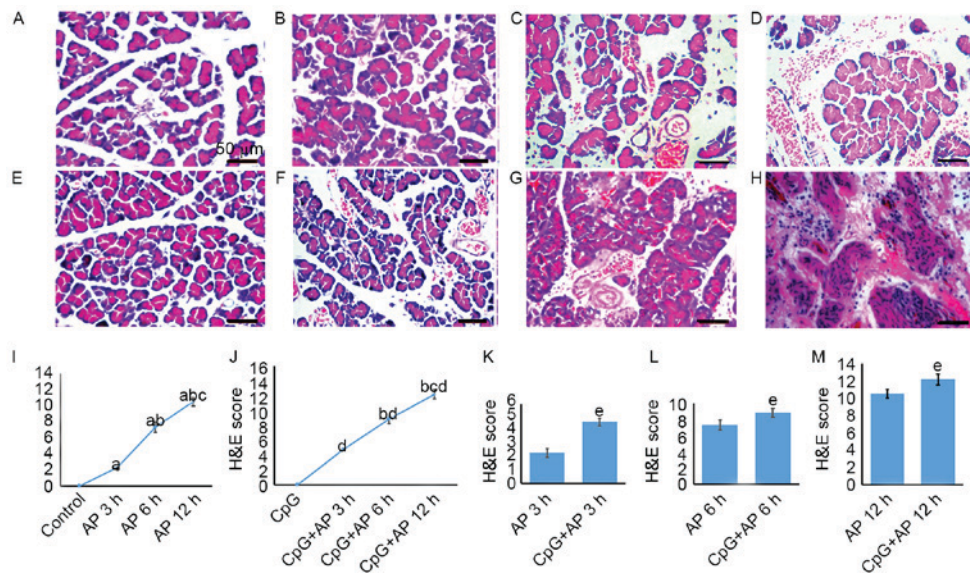 A
B
C
D
50 μm
E
F
G
H
I
14
12
10
8
6
4
2
0
a
ab
abc
Control
AP 3 h
AP 6 h
AP 12 h
J
H&E score
14
12
10
8
6
4
2
0
d
bd
bcd
CpG
CpG+AP 3 h
CpG+AP 6 h
CpG+AP 12 h
K
H&E score
6
5
4
3
2
1
0
e
AP 3 h
CpG+AP 3 h
L
H&E score
10
8
6
4
2
0
e
AP 6 h
CpG+AP 6 h
M
H&E score
14
12
10
8
6
4
2
0
e
AP 12 h
CpG+AP 12 h